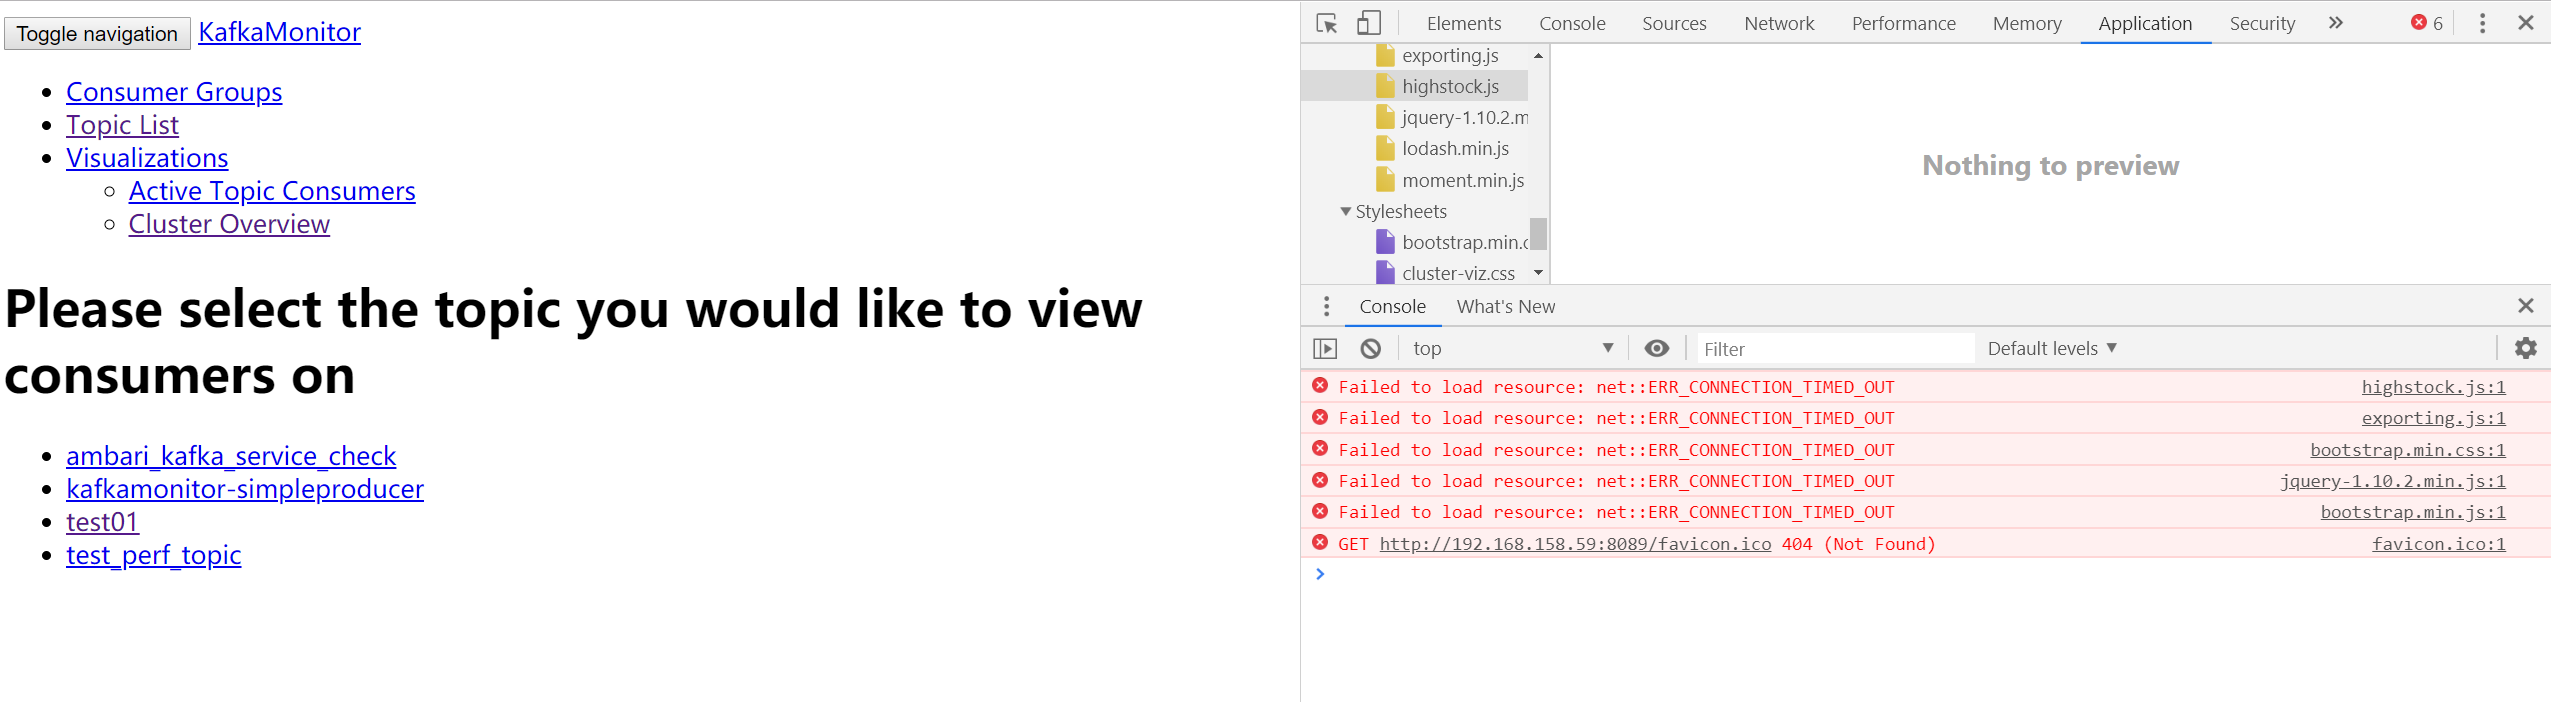 Toggle navigation KafkaMonitor
Consumer Groups
Topic List
Visualizations
Active Topic Consumers
Cluster Overview
Please select the topic you would like to view
consumers on
ambari_kafka_service_check
kafkamonitor-simpleproducer
test01
test_perf_topic
Elements Console Sources Network Performance Memory Application Security » 6
exporting.js
highstock.js
jquery-1.10.2.m
lodash.min.js
moment.min.js
Stylesheets
bootstrap.min.c
cluster-viz.css
Nothing to preview
Console What's New
top Filter Default levels
Failed to load resource: net::ERR_CONNECTION_TIMED_OUT highstock.js:1
Failed to load resource: net::ERR_CONNECTION_TIMED_OUT exporting.js:1
Failed to load resource: net::ERR_CONNECTION_TIMED_OUT bootstrap.min.css:1
Failed to load resource: net::ERR_CONNECTION_TIMED_OUT jquery-1.10.2.min.js:1
Failed to load resource: net::ERR_CONNECTION_TIMED_OUT bootstrap.min.js:1
GET http://192.168.158.59:8089/favicon.ico 404 (Not Found) favicon.ico:1